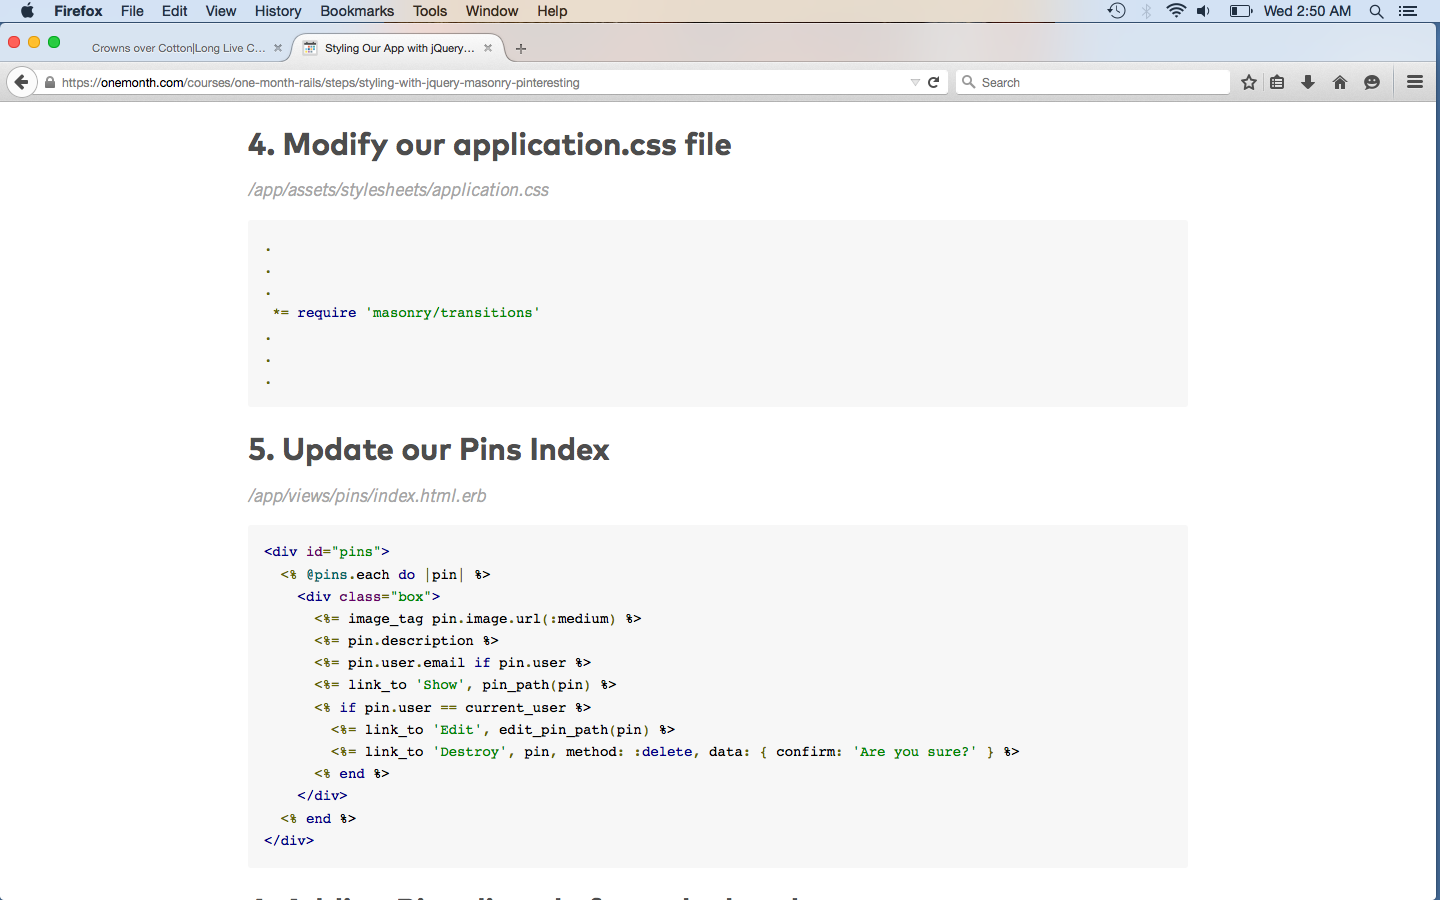 Firefox File Edit View History Bookmarks Tools Window Help Wed 2:50 AM
Crowns over Cotton|Long Live C... Styling Our App with jQuery...
https://onemonth.com/courses/one-month-rails/steps/styling-with-jquery-masonry-pinteresting Search
4. Modify our application.css file
/app/assets/stylesheets/application.css
.
.
.
*= require 'masonry/transitions'
.
.
.
5. Update our Pins Index
/app/views/pins/index.html.erb
<div id="pins">
<% @pins.each do |pin| %>
<div class="box">
<%= image_tag pin.image.url(:medium) %>
<%= pin.description %>
<%= pin.user.email if pin.user %>
<%= link_to 'Show', pin_path(pin) %>
<% if pin.user == current_user %>
<%= link_to 'Edit', edit_pin_path(pin) %>
<%= link_to 'Destroy', pin, method: :delete, data: { confirm: 'Are you sure?' } %>
<% end %>
</div>
<% end %>
</div>